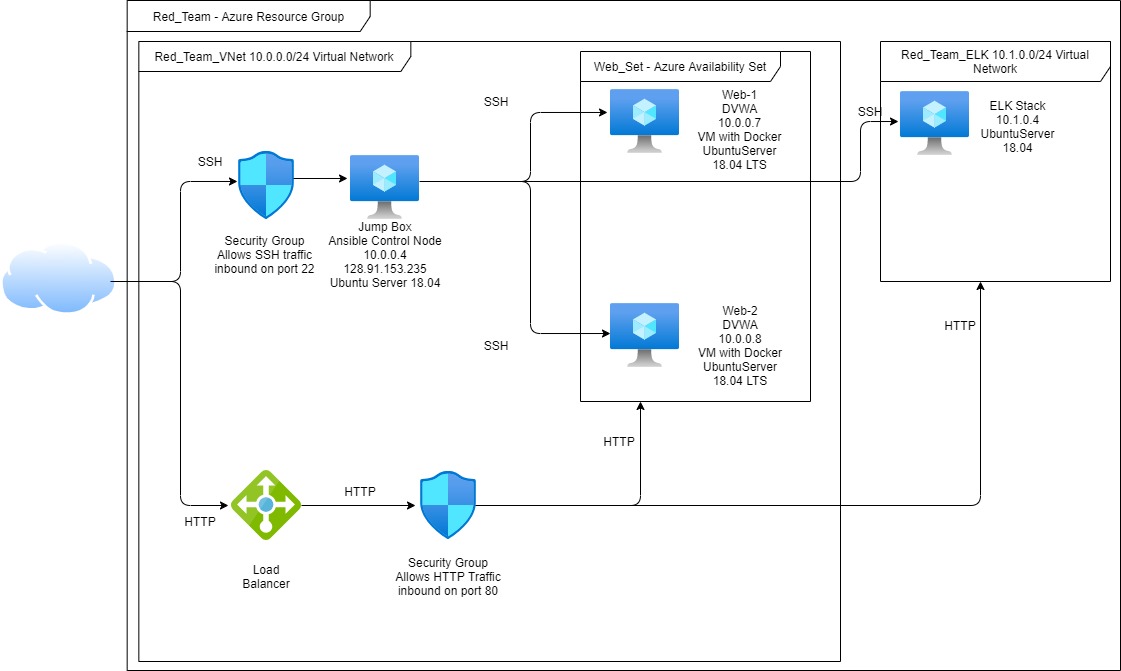 Red_Team - Azure Resource Group
Red_Team_VNet 10.0.0.0/24 Virtual Network
Web_Set - Azure Availability Set
Red_Team_ELK 10.1.0.0/24 Virtual
Network
SSH
Web-1
DVWA
10.0.0.7
VM with Docker
UbuntuServer
18.04 LTS
SSH
ELK Stack
10.1.0.4
UbuntuServer
18.04
SSH
Security Group
Allows SSH traffic
inbound on port 22
Jump Box
Ansible Control Node
10.0.0.4
128.91.153.235
Ubuntu Server 18.04
SSH
Web-2
DVWA
10.0.0.8
VM with Docker
UbuntuServer
18.04 LTS
HTTP
HTTP
HTTP
HTTP
Load
Balancer
Security Group
Allows HTTP Traffic
inbound on port 80